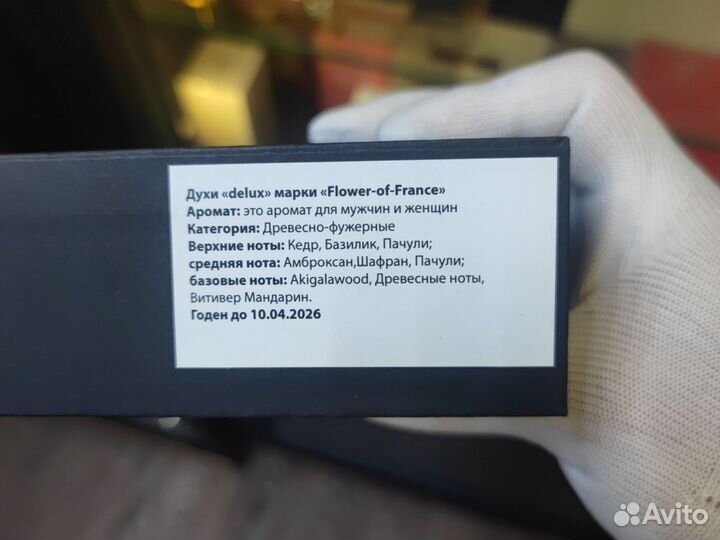 Духи «delux» марки «Flower-of-France»
Аромат: это аромат для мужчин и женщин
Категория: Древесно-фужерные
Верхние ноты: Кедр, Базилик, Пачули;
средняя нота: Амброксан,Шафран, Пачули;
базовые ноты: Akigalawood, Древесные ноты,
Витивер Мандарин.
Годен до 10.04.2026
Avito